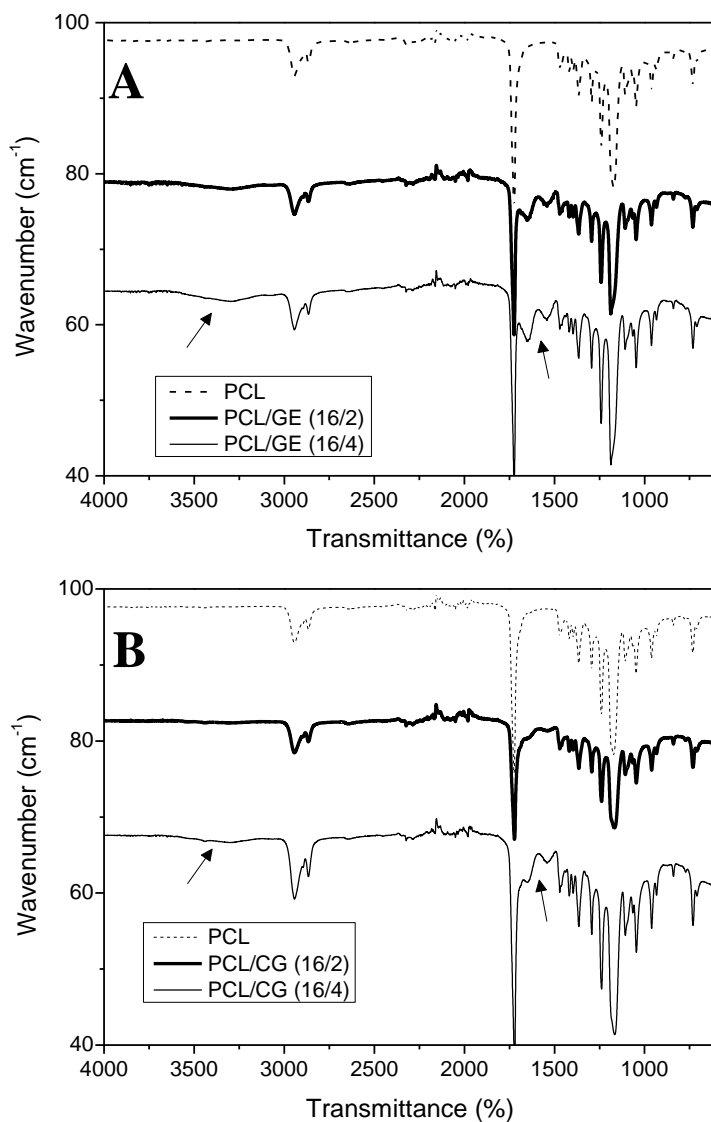 100
A
80
60
40
Wavenumber (cm-1)
PCL
PCL/GE (16/2)
PCL/GE (16/4)
4000 3500 3000 2500 2000 1500 1000
Transmittance (%)
100
B
80
60
40
Wavenumber (cm-1)
PCL
PCL/CG (16/2)
PCL/CG (16/4)
4000 3500 3000 2500 2000 1500 1000
Transmittance (%)